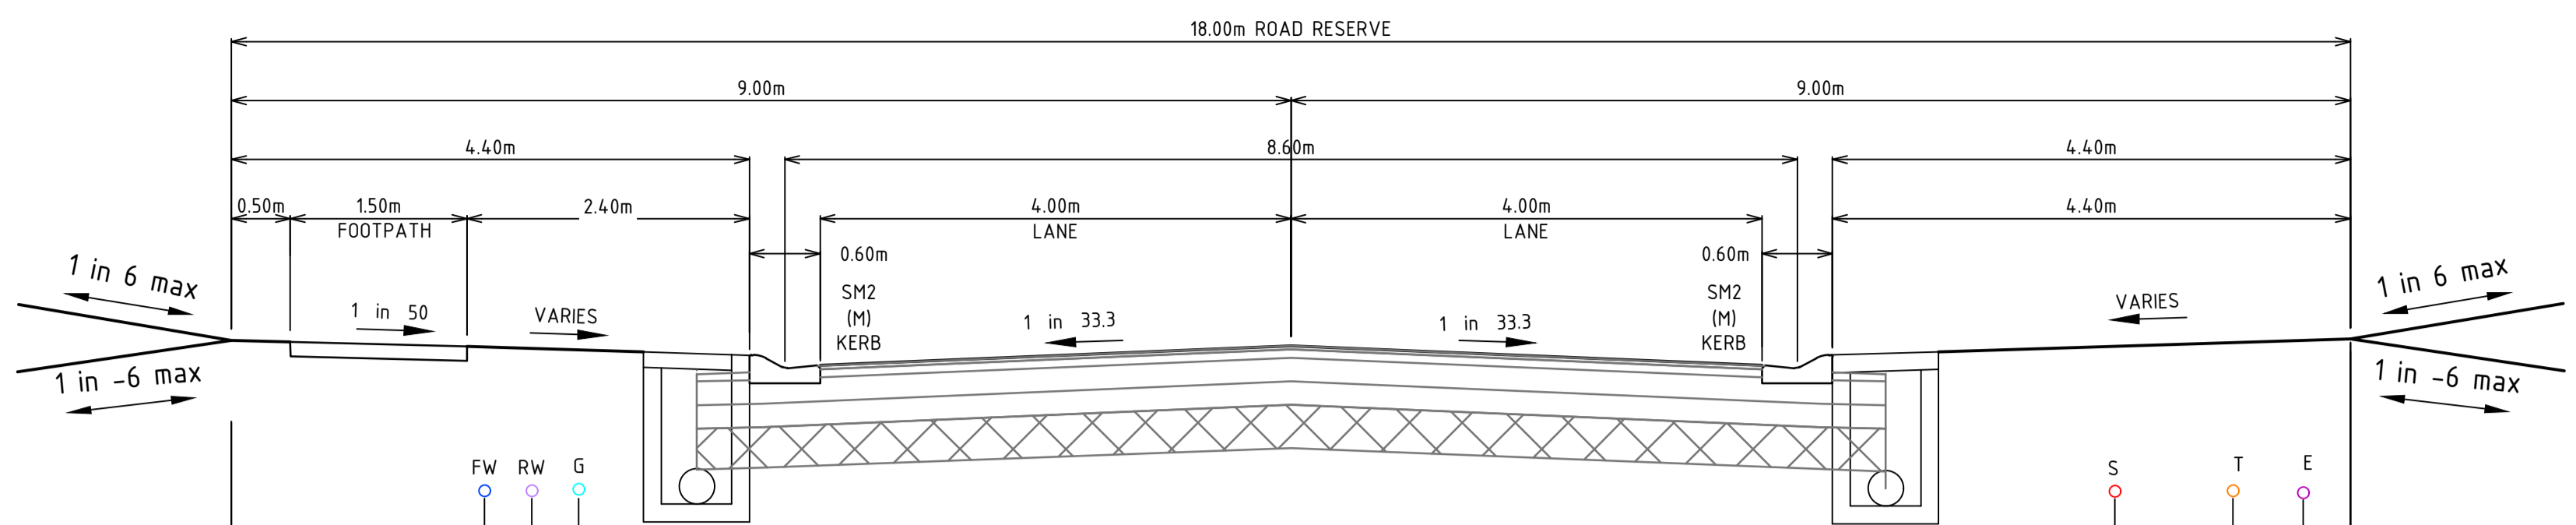 18.00m ROAD RESERVE
9.00m
9.00m
4.40m
8.60m
4.40m
0.50m
1.50m
FOOTPATH
2.40m
4.00m
LANE
4.00m
LANE
4.40m
0.60m
SM2
(M)
KERB
0.60m
SM2
(M)
KERB
1 in 6 max
1 in 50
VARIES
1 in 33.3
1 in 33.3
VARIES
1 in 6 max
1 in -6 max
1 in -6 max
FW
RW
G
S
T
E